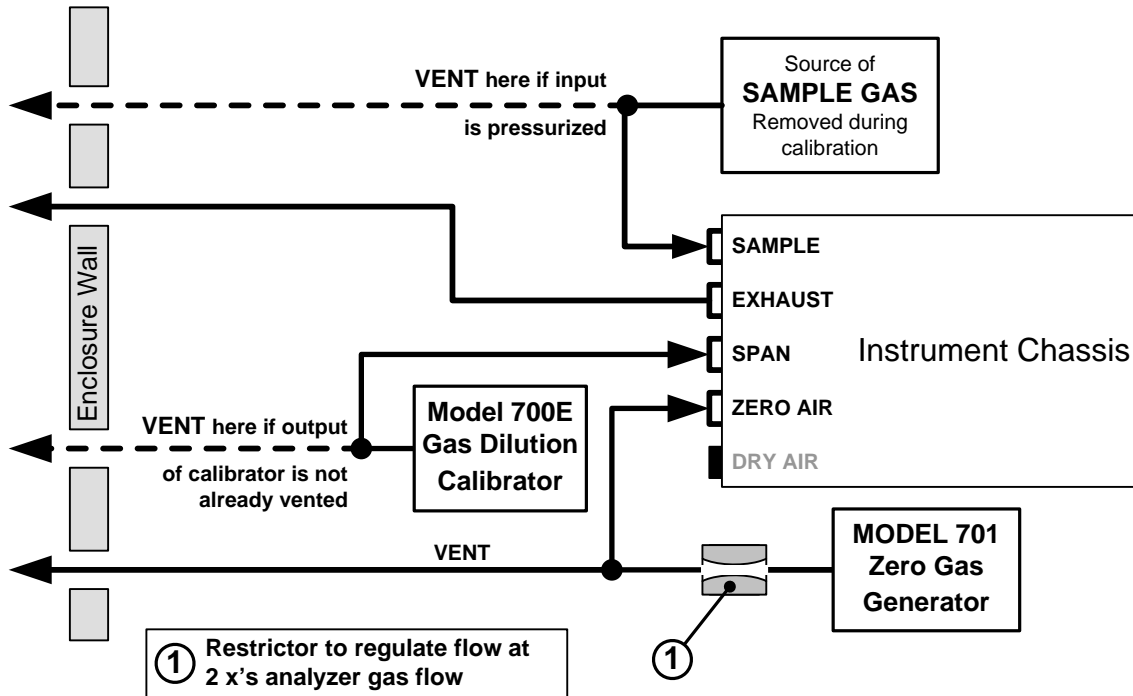 VENT here if input
is pressurized
Source of
SAMPLE GAS
Removed during
calibration
Enclosure Wall
SAMPLE
EXHAUST
SPAN
ZERO AIR
DRY AIR
Instrument Chassis
VENT here if output
of calibrator is not
already vented
Model 700E
Gas Dilution
Calibrator
VENT
MODEL 701
Zero Gas
Generator
1
1 Restrictor to regulate flow at
2 x's analyzer gas flow